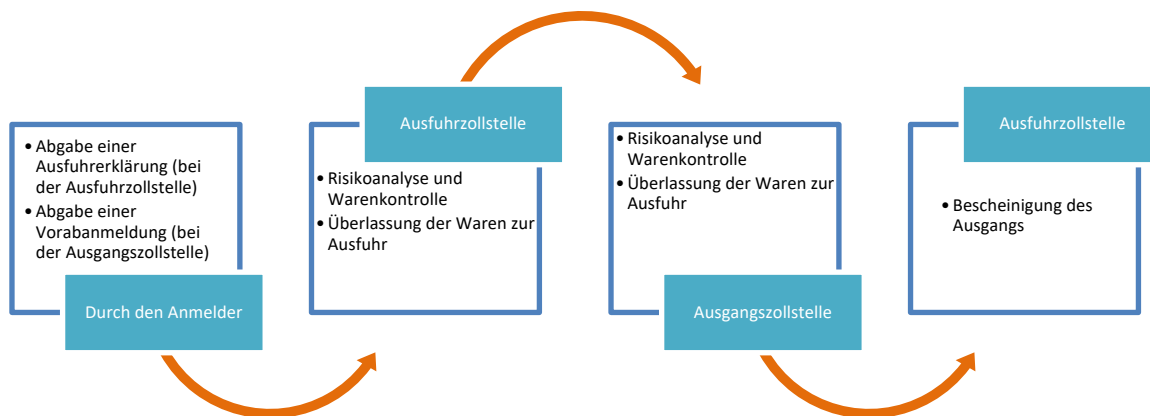 • Abgabe einer
Ausfuhrerklärung (bei
der Ausfuhrzollstelle)
• Abgabe einer
Vorabanmeldung (bei
der Ausgangszollstelle)
Durch den Anmelder
Ausfuhrzollstelle
• Risikoanalyse und
Warenkontrolle
• Überlassung der Waren zur
Ausfuhr
• Risikoanalyse und
Warenkontrolle
• Überlassung der Waren zur
Ausfuhr
Ausgangszollstelle
Ausfuhrzollstelle
• Bescheinigung des
Ausgangs